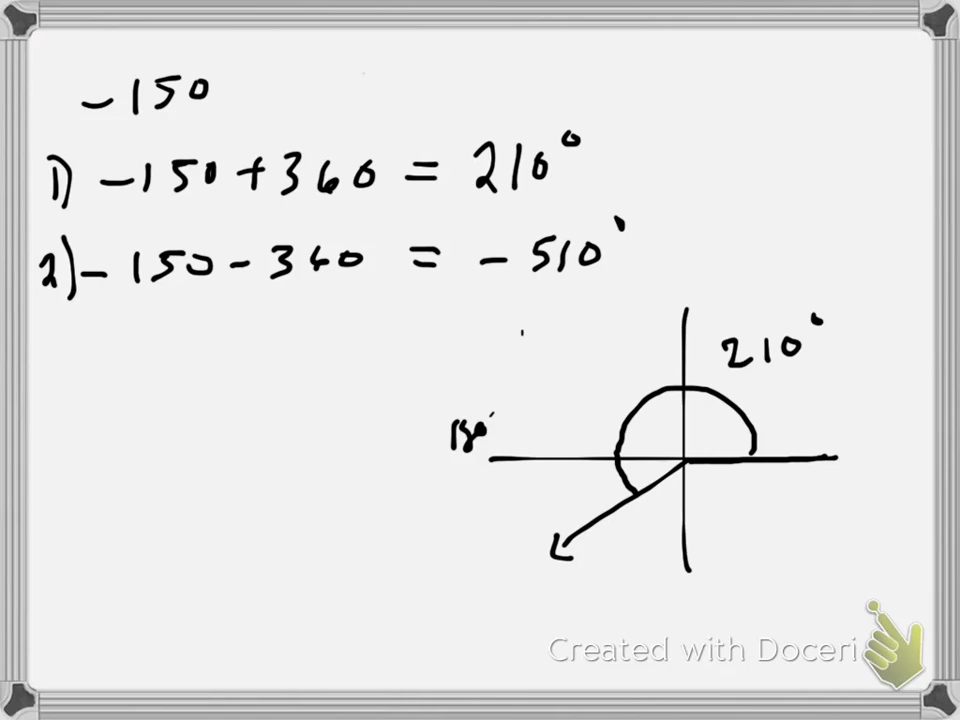 -150
1) -150 + 360 = 210°
2) -150 - 360 = -510°
210°
180°
Created with Doceri